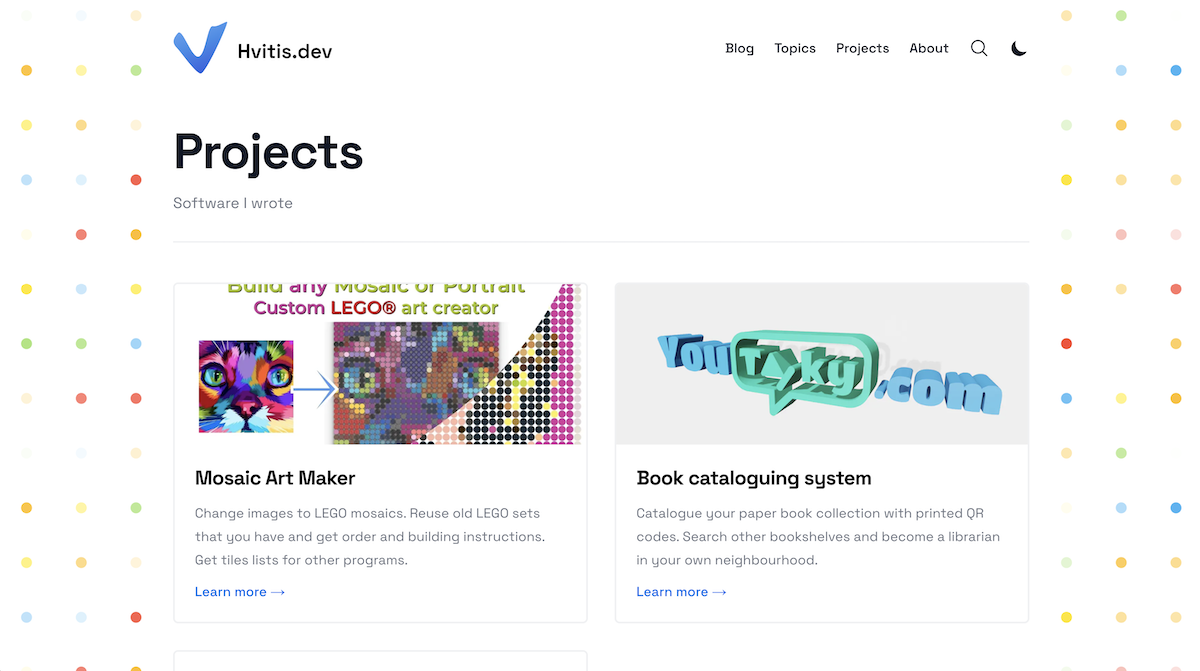 Hvitis.dev
Blog Topics Projects About
Projects
Software I wrote
Build any Mosaic or Portrait
Custom LEGO® art creator
YouTalky.com
Mosaic Art Maker
Change images to LEGO mosaics. Reuse old LEGO sets
that you have and get order and building instructions.
Get tiles lists for other programs.
Learn more →
Book cataloguing system
Catalogue your paper book collection with printed QR
codes. Search other bookshelves and become a librarian
in your own neighbourhood.
Learn more →